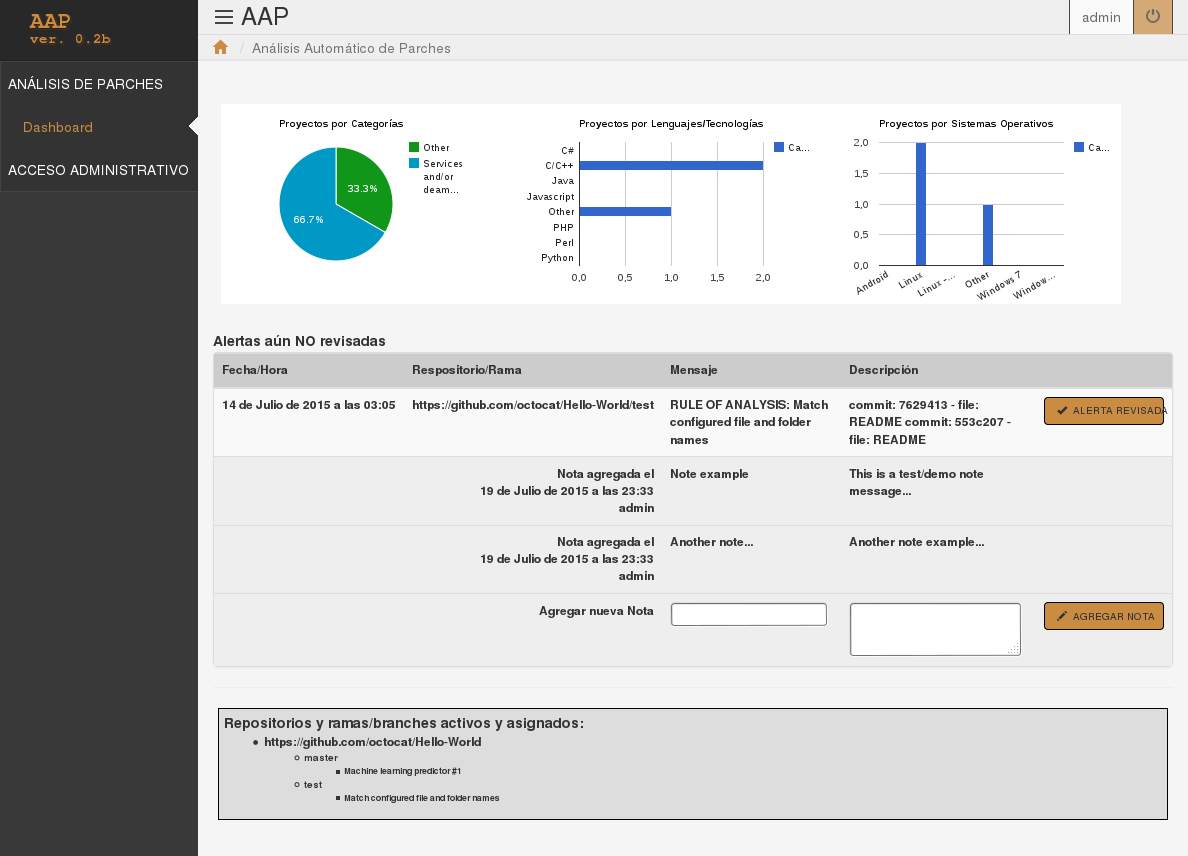 AAP
ver. 0.2b
ANÁLISIS DE PARCHES
Dashboard
ACCESO ADMINISTRATIVO
AAP
admin
/ Análisis Automático de Parches
Proyectos por Categorías
Other
Services
and/or
deam...
33.3%
66.7%
Proyectos por Lenguajes/Tecnologías
Ca...
C#
C/C++
Java
Javascript
Other
PHP
Perl
Python
0,0 0,5 1,0 1,5 2,0
Proyectos por Sistemas Operativos
Ca...
2,0
1,5
1,0
0,5
0,0
Android Linux Linux -... Other Windows 7 Window...
Alertas aún NO revisadas
Fecha/Hora Respositorio/Rama Mensaje Descripción
14 de Julio de 2015 a las 03:05 https://github.com/octocat/Hello-World/test
RULE OF ANALYSIS: Match
configured file and folder
names
commit: 7629413 - file:
README commit: 553c207 -
file: README
ALERTA REVISADA
Nota agregada el
19 de Julio de 2015 a las 23:33
admin
Note example
This is a test/demo note
message...
Nota agregada el
19 de Julio de 2015 a las 23:33
admin
Another note...
Another note example...
Agregar nueva Nota
AGREGAR NOTA
Repositorios y ramas/branches activos y asignados:
https://github.com/octocat/Hello-World
master
Machine learning predictor #1
test
Match configured file and folder names